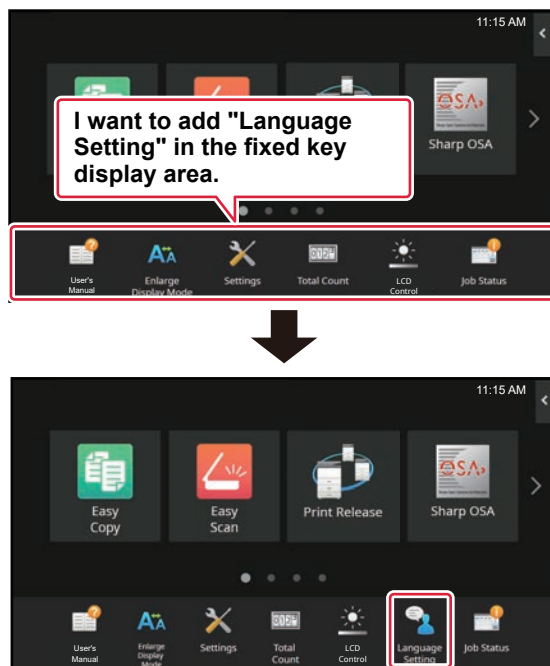 11:15 AM
I want to add "Language
Setting" in the fixed key
display area.
OSA
Sharp OSA
User's
Manual
Enlarge
Display Mode
Settings
Total Count
LCD
Control
Job Status
11:15 AM
Easy
Copy
Easy
Scan
Print Release
OSA
Sharp OSA
User's
Manual
Enlarge
Display
Mode
Settings
Total
Count
LCD
Control
Language
Setting
Job Status